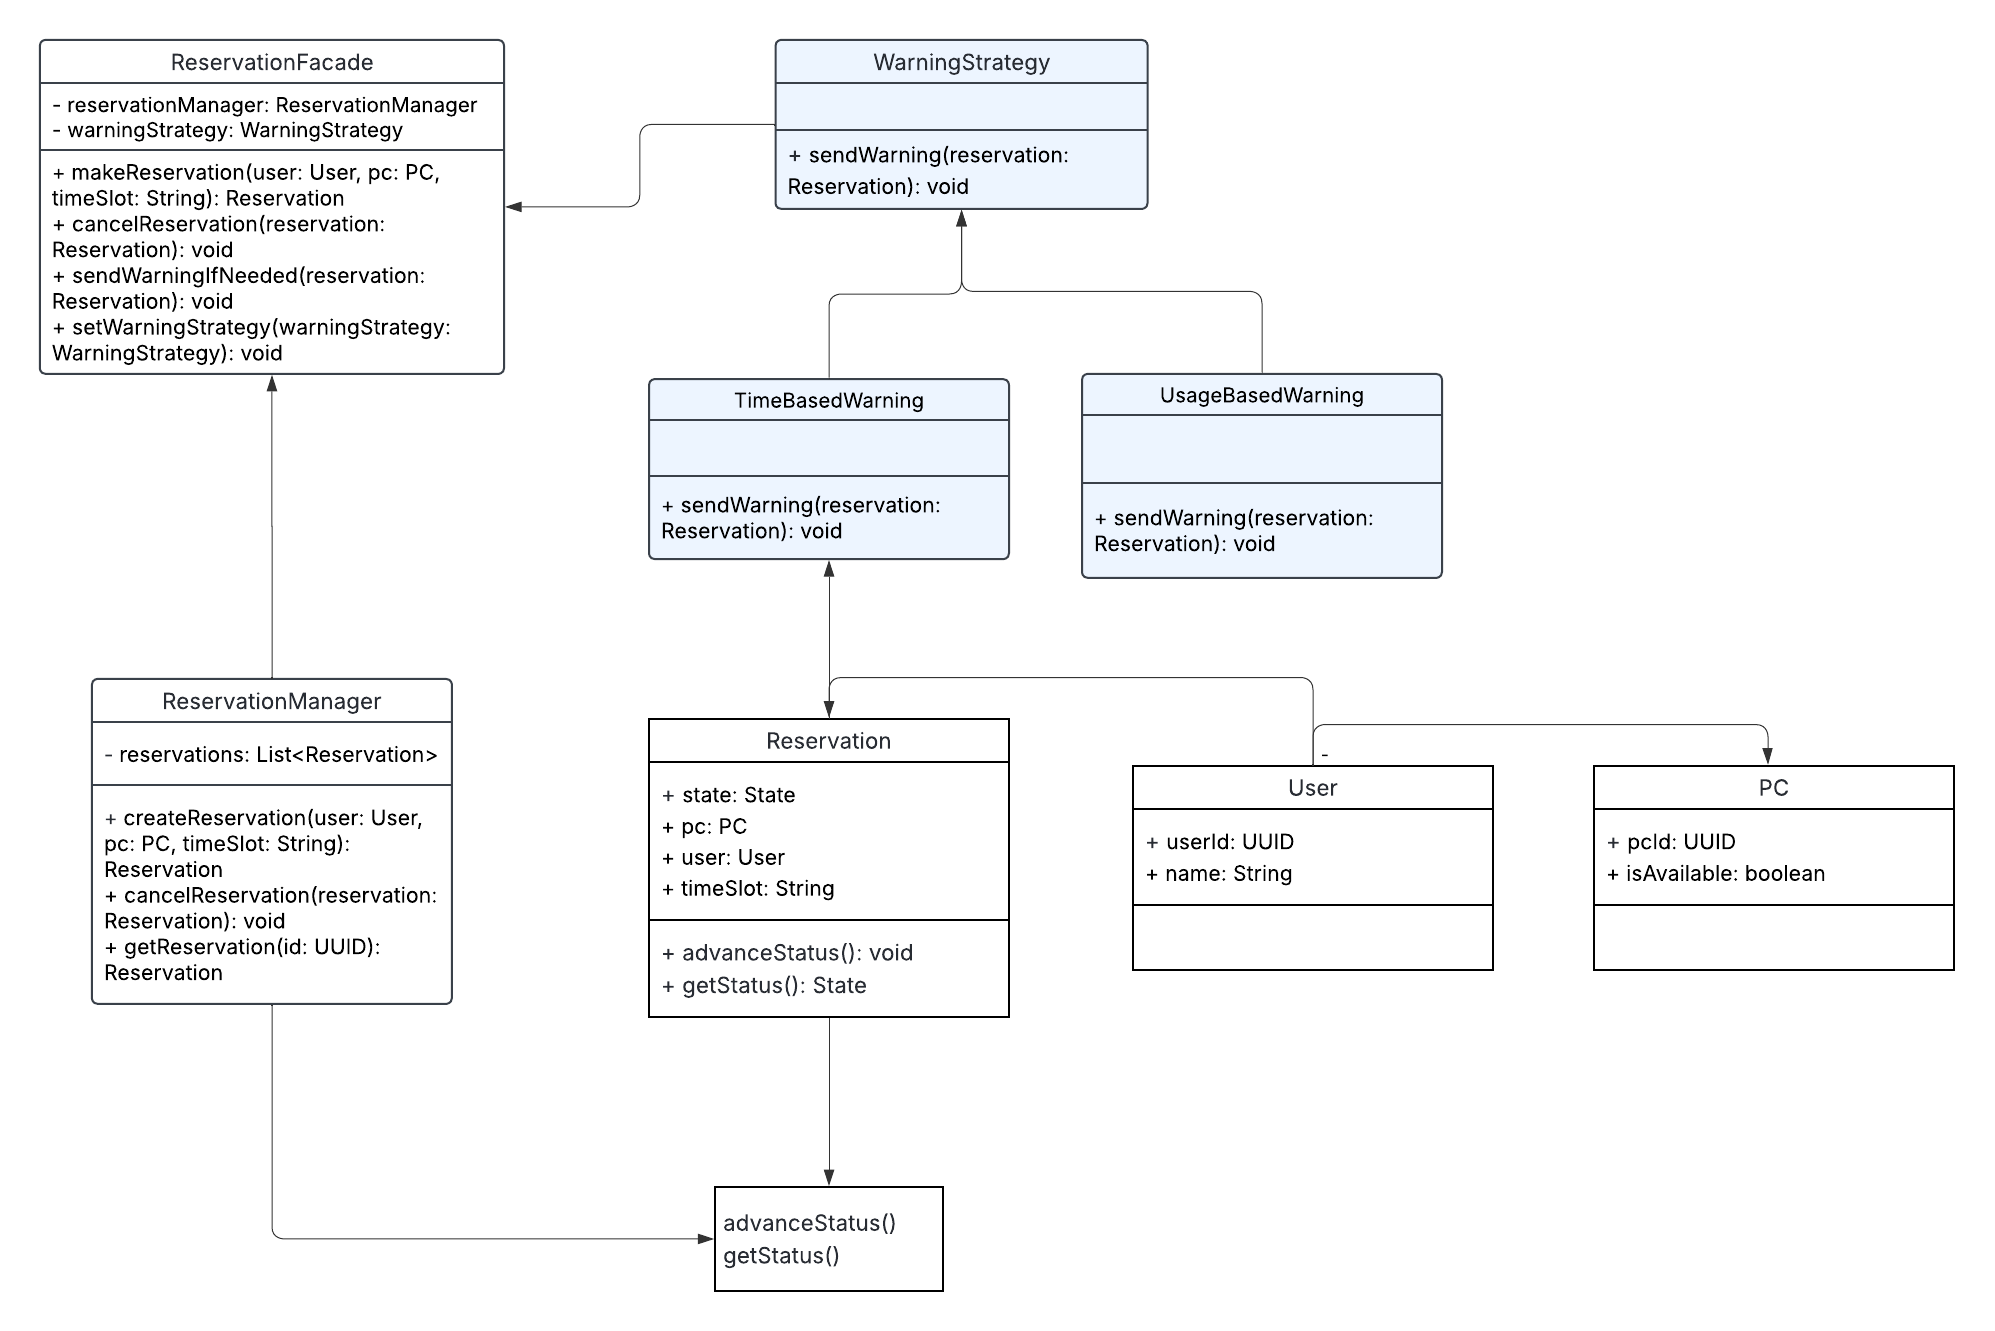 ReservationFacade
- reservationManager: ReservationManager
- warningStrategy: WarningStrategy
+ makeReservation(user: User, pc: PC,
timeSlot: String): Reservation
+ cancelReservation(reservation:
Reservation): void
+ sendWarningIfNeeded(reservation:
Reservation): void
+ setWarningStrategy(warningStrategy:
WarningStrategy): void
WarningStrategy
+ sendWarning(reservation:
Reservation): void
TimeBasedWarning
+ sendWarning(reservation:
Reservation): void
UsageBasedWarning
+ sendWarning(reservation:
Reservation): void
ReservationManager
- reservations: List<Reservation>
+ createReservation(user: User,
pc: PC, timeSlot: String):
Reservation
+ cancelReservation(reservation:
Reservation): void
+ getReservation(id: UUID):
Reservation
Reservation
+ state: State
+ pc: PC
+ user: User
+ timeSlot: String
+ advanceStatus(): void
+ getStatus(): State
-
User
+ userId: UUID
+ name: String
PC
+ pcId: UUID
+ isAvailable: boolean
advanceStatus()
getStatus()